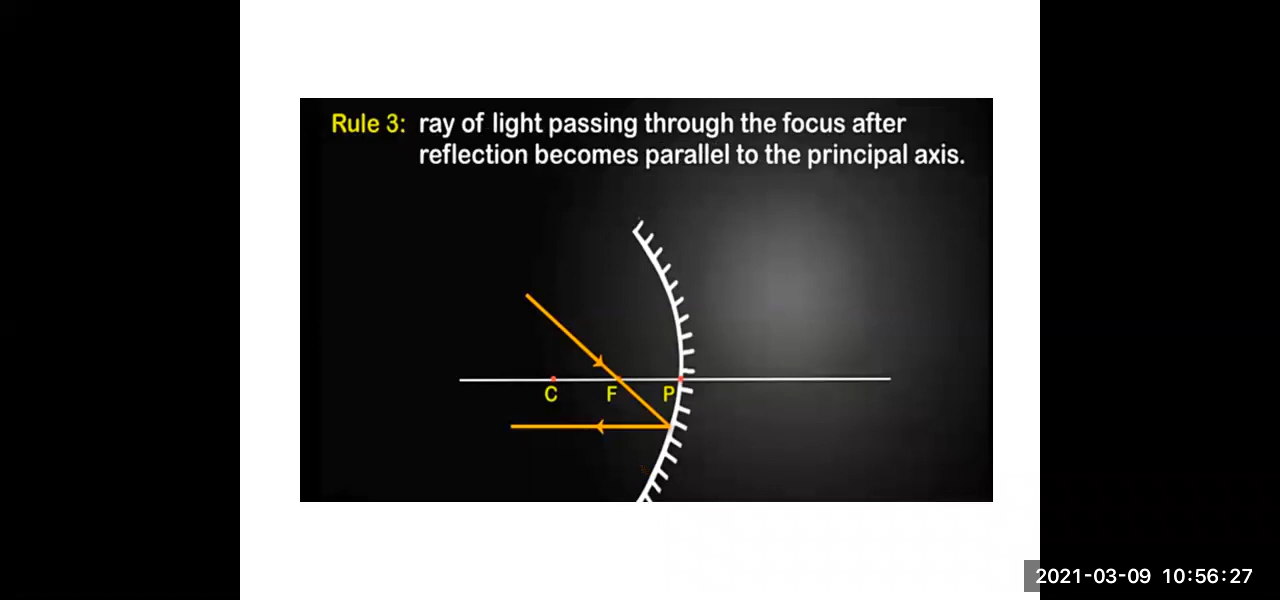 Rule 3: ray of light passing through the focus after
reflection becomes parallel to the principal axis.
C F P
2021-03-09 10:56:27